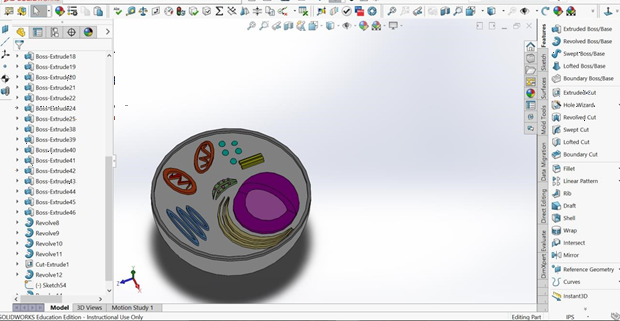 Boss-Extrude18
Boss-Extrude19
Boss-Extrude20
Boss-Extrude21
Boss-Extrude22
Boss-Extrude24
Boss-Extrude25
Boss-Extrude38
Boss-Extrude39
Boss-Extrude40
Boss-Extrude41
Boss-Extrude42
Boss-Extrude43
Boss-Extrude44
Boss-Extrude45
Boss-Extrude46
Revolve8
Revolve9
Revolve10
Revolve11
Cut-Extrude1
Revolve12
(-) Sketch54
Features
Sketch
Surfaces
Mold Tools
Data Migration
Direct Editing
DimXpert
Evaluate
Extruded Boss/Base
Revolved Boss/Base
Swept Boss/Base
Lofted Boss/Base
Boundary Boss/Base
Extruded Cut
Hole Wizard
Revolved Cut
Swept Cut
Lofted Cut
Boundary Cut
Fillet
Linear Pattern
Rib
Draft
Shell
Wrap
Intersect
Mirror
Reference Geometry
Curves
Instant3D
Model
3D Views
Motion Study 1
SOLIDWORKS Education Edition - Instructional Use Only
Editing Part
IPS